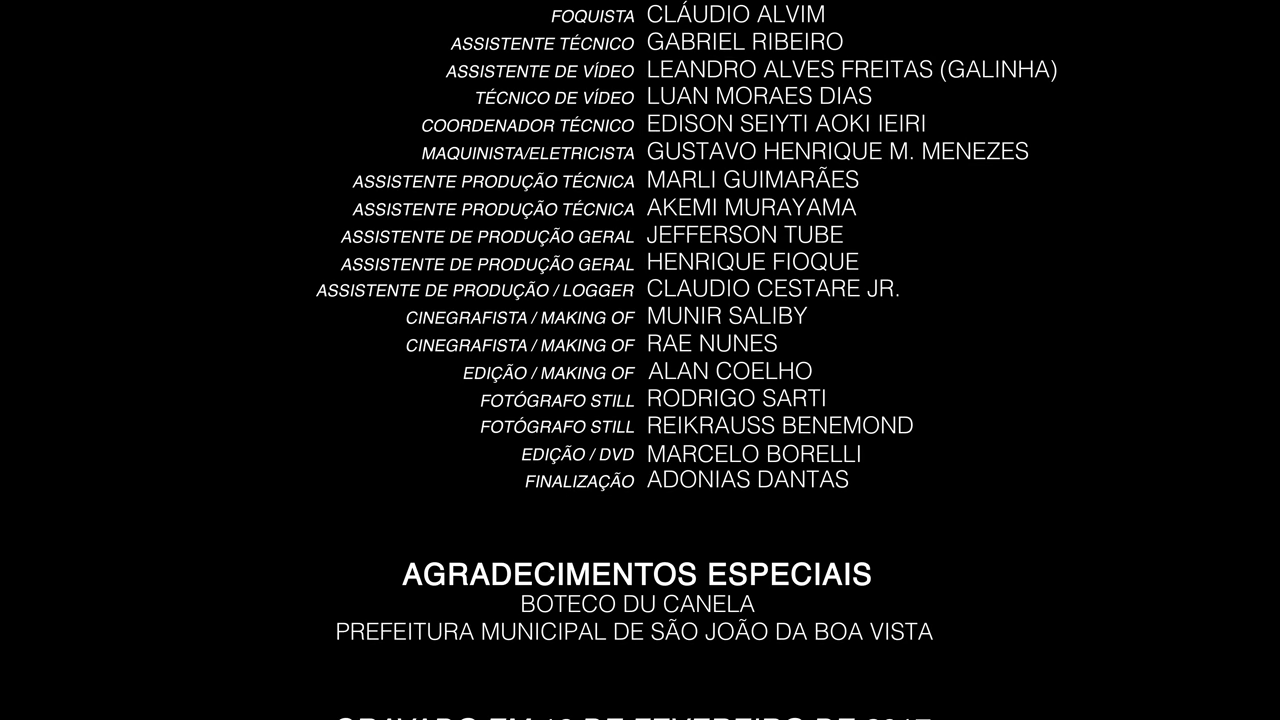 FOQUISTA CLÁUDIO ALVIM
ASSISTENTE TÉCNICO GABRIEL RIBEIRO
ASSISTENTE DE VÍDEO LEANDRO ALVES FREITAS (GALINHA)
TÉCNICO DE VÍDEO LUAN MORAES DIAS
COORDENADOR TÉCNICO EDISON SEIYTI AOKI IEIRI
MAQUINISTA/ELETRICISTA GUSTAVO HENRIQUE M. MENEZES
ASSISTENTE PRODUÇÃO TÉCNICA MARLI GUIMARÃES
ASSISTENTE PRODUÇÃO TÉCNICA AKEMI MURAYAMA
ASSISTENTE DE PRODUÇÃO GERAL JEFFERSON TUBE
ASSISTENTE DE PRODUÇÃO GERAL HENRIQUE FIOQUE
ASSISTENTE DE PRODUÇÃO / LOGGER CLAUDIO CESTARE JR.
CINEGRAFISTA / MAKING OF MUNIR SALIBY
CINEGRAFISTA / MAKING OF RAE NUNES
EDIÇÃO / MAKING OF ALAN COELHO
FOTÓGRAFO STILL RODRIGO SARTI
FOTÓGRAFO STILL REIKRAUSS BENEMOND
EDIÇÃO / DVD MARCELO BORELLI
FINALIZAÇÃO ADONIAS DANTAS
AGRADECIMENTOS ESPECIAIS
BOTECO DU CANELA
PREFEITURA MUNICIPAL DE SÃO JOÃO DA BOA VISTA
GRAVADO EM DE FEVEREIRO DE